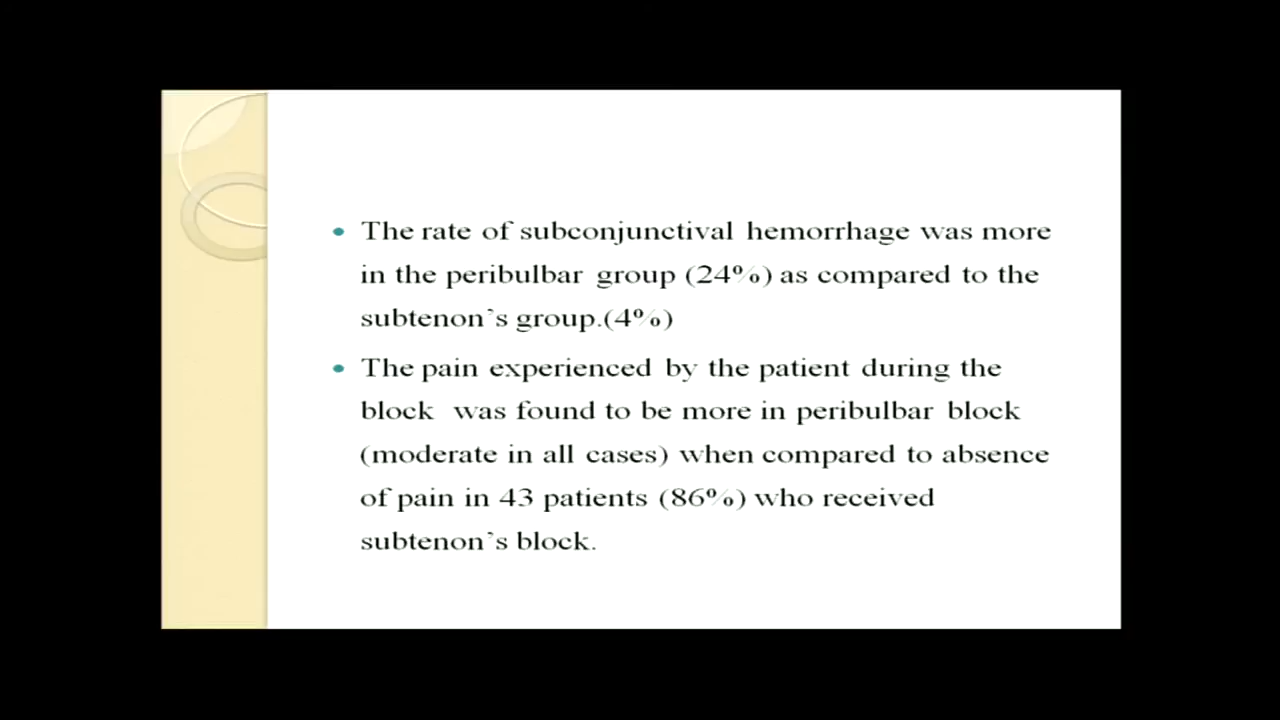 • The rate of subconjunctival hemorrhage was more
in the peribulbar group (24%) as compared to the
subtenon`s group.(4%)
• The pain experienced by the patient during the
block was found to be more in peribulbar block
(moderate in all cases) when compared to absence
of pain in 43 patients (86%) who received
subtenon`s block.